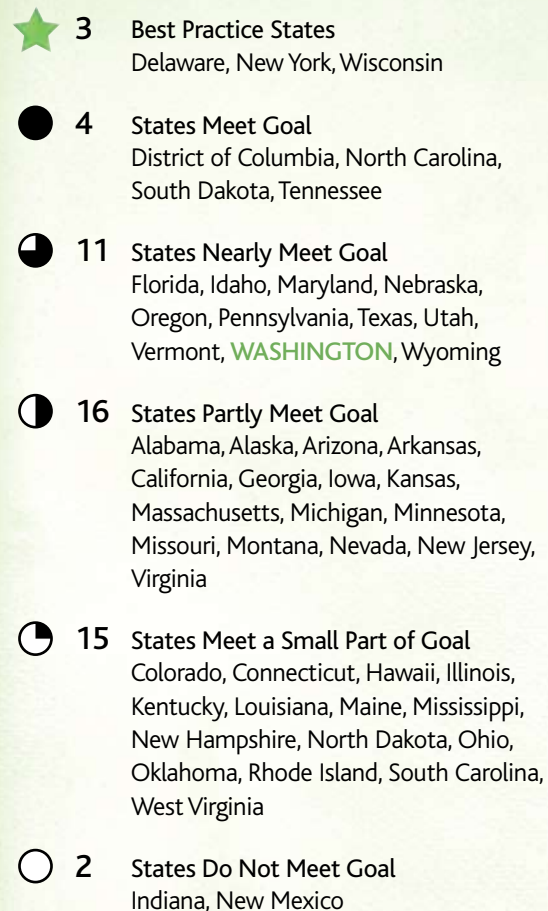 3 Best Practice States
Delaware, New York, Wisconsin
4 States Meet Goal
District of Columbia, North Carolina,
South Dakota, Tennessee
11 States Nearly Meet Goal
Florida, Idaho, Maryland, Nebraska,
Oregon, Pennsylvania, Texas, Utah,
Vermont, WASHINGTON, Wyoming
16 States Partly Meet Goal
Alabama, Alaska, Arizona, Arkansas,
California, Georgia, Iowa, Kansas,
Massachusetts, Michigan, Minnesota,
Missouri, Montana, Nevada, New Jersey,
Virginia
15 States Meet a Small Part of Goal
Colorado, Connecticut, Hawaii, Illinois,
Kentucky, Louisiana, Maine, Mississippi,
New Hampshire, North Dakota, Ohio,
Oklahoma, Rhode Island, South Carolina,
West Virginia
2 States Do Not Meet Goal
Indiana, New Mexico